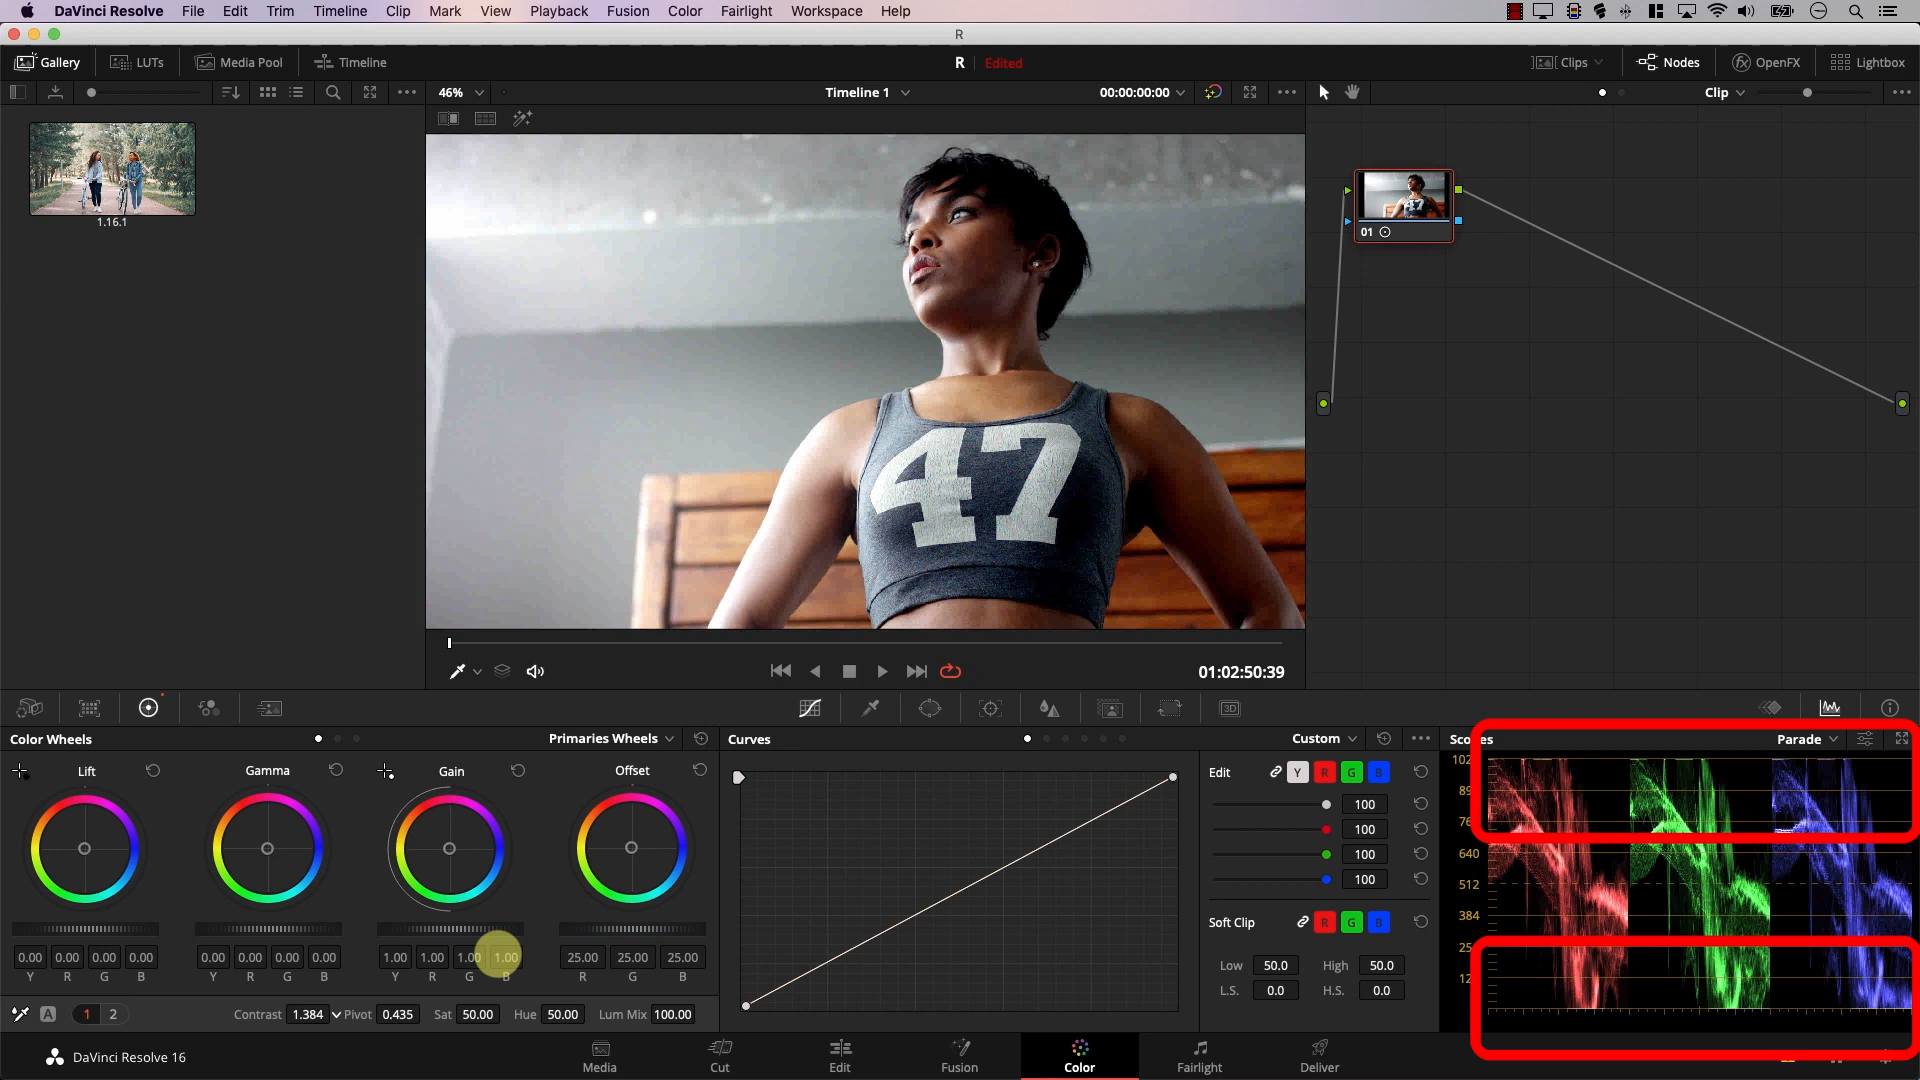 DaVinci Resolve File Edit Trim Timeline Clip Mark View Playback Fusion Color Fairlight Workspace Help
R
Gallery LUTs Media Pool Timeline R Edited Clips Nodes OpenFX Lightbox
46% Timeline 1 00:00:00:00 Clip
1.16.1
47
01
01:02:50:39
3D
Color Wheels Primaries Wheels Curves Custom Scopes Parade
Lift Gamma Gain Offset
Edit Y R G B
100
100
100
100
Soft Clip R G B
Low 50.0 High 50.0
L.S. 0.0 H.S. 0.0
640
512
384
0.00 0.00 0.00 0.00 0.00 0.00 0.00 0.00 1.00 1.00 1.00 1.00 25.00 25.00 25.00
Y R G B Y R G B Y R G B R G B
A 1 2 Contrast 1.384 Pivot 0.435 Sat 50.00 Hue 50.00 Lum Mix 100.00
DaVinci Resolve 16 Media Cut Edit Fusion Color Fairlight Deliver